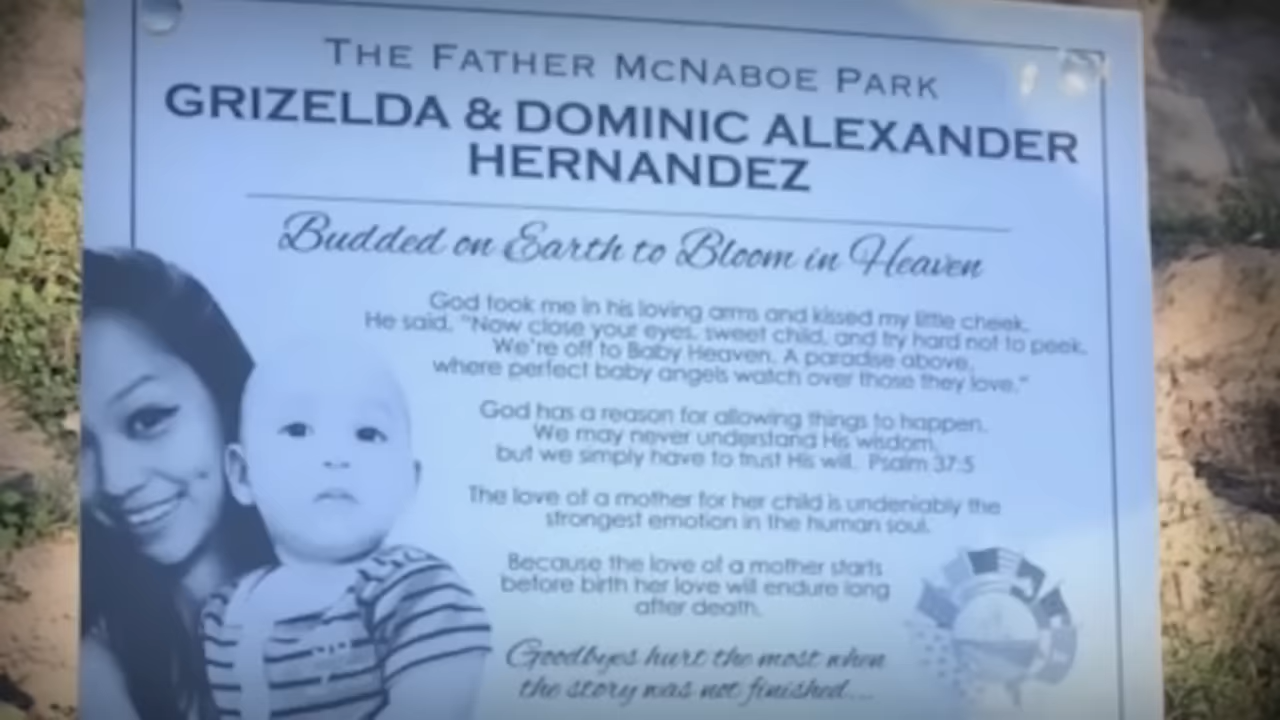 THE FATHER MCNABOE PARK
GRIZELDA & DOMINIC ALEXANDER
HERNANDEZ
Budded on Earth to Bloom in Heaven
God took me in his loving arms and kissed my little cheek.
He said, "Now close your eyes, sweet child, and try hard not to peek.
We're off to Baby Heaven. A paradise above,
where perfect baby angels watch over those they love."
God has a reason for allowing things to happen.
We may never understand His wisdom,
but we simply have to trust His will. Psalm 37:5
The love of a mother for her child is undeniably the
strongest emotion in the human soul.
Because the love of a mother starts
before birth her love will endure long
after death.
Goodbyes hurt the most when
the story was not finished....